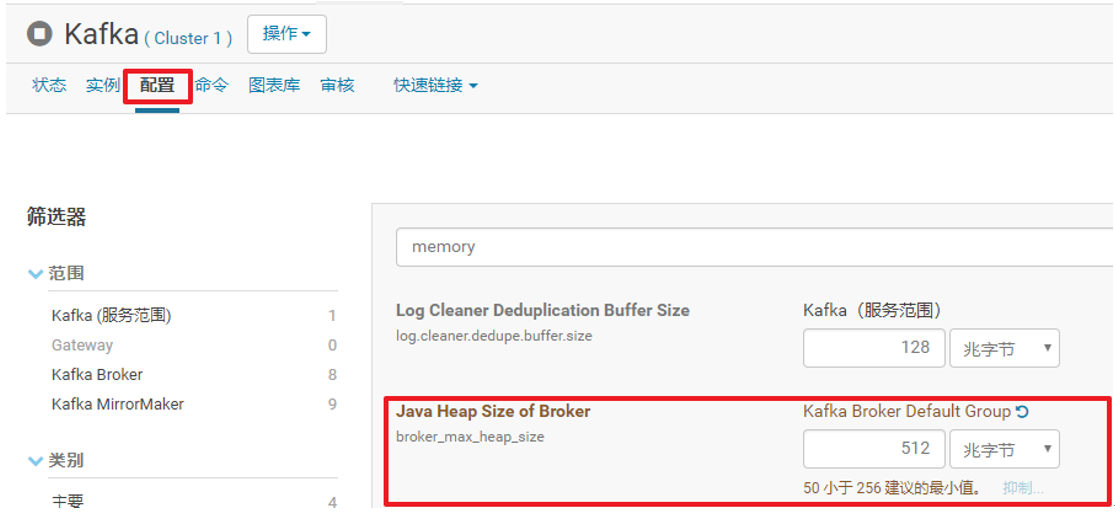 Kafka ( Cluster 1 ) 操作
状态 实例 配置 命令 图表库 审核 快速链接
筛选器
范围
Kafka (服务范围) 1
Gateway 0
Kafka Broker 8
Kafka MirrorMaker 9
类别
主要 4
memory
Log Cleaner Deduplication Buffer Size Kafka（服务范围）
log.cleaner.dedupe.buffer.size 128 兆字节
Java Heap Size of Broker Kafka Broker Default Group
broker_max_heap_size 512 兆字节
50 小于 256 建议的最小值。 抑制...